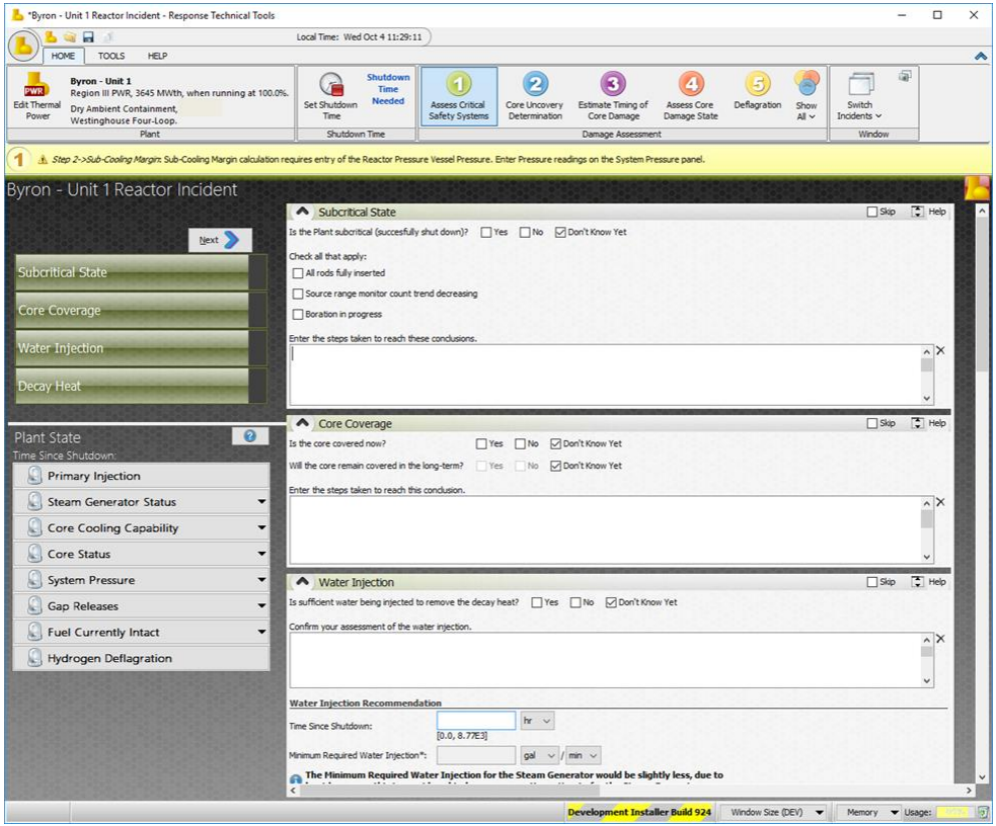 *Byron - Unit 1 Reactor Incident - Response Technical Tools
Local Time: Wed Oct 4 11:29:11
HOME TOOLS HELP
PWR
Edit Thermal
Power
Byron - Unit 1
Region III PWR, 3645 MWth, when running at 100.0%.
Dry Ambient Containment,
Westinghouse Four-Loop.
Plant
Set Shutdown
Time
Shutdown
Time
Needed
Shutdown Time
1
Assess Critical
Safety Systems
2
Core Uncovery
Determination
3
Estimate Timing of
Core Damage
4
Assess Core
Damage State
5
Deflagration
Show
All
Damage Assessment
Switch
Incidents
Window
1 Step 2->Sub-Cooling Margin: Sub-Cooling Margin calculation requires entry of the Reactor Pressure Vessel Pressure. Enter Pressure readings on the System Pressure panel.
Byron - Unit 1 Reactor Incident
Next
Subcritical State
Core Coverage
Water Injection
Decay Heat
Plant State
Time Since Shutdown:
Primary Injection
Steam Generator Status
Core Cooling Capability
Core Status
System Pressure
Gap Releases
Fuel Currently Intact
Hydrogen Deflagration
Subcritical State Skip Help
Is the Plant subcritical (succesfully shut down)? Yes No Don't Know Yet
Check all that apply:
All rods fully inserted
Source range monitor count trend decreasing
Boration in progress
Enter the steps taken to reach these conclusions.
Core Coverage Skip Help
Is the core covered now? Yes No Don't Know Yet
Will the core remain covered in the long-term? Yes No Don't Know Yet
Enter the steps taken to reach this conclusion.
Water Injection Skip Help
Is sufficient water being injected to remove the decay heat? Yes No Don't Know Yet
Confirm your assessment of the water injection.
Water Injection Recommendation
Time Since Shutdown: hr
[0.0, 8.77E3]
Minimum Required Water Injection*: gal / min
The Minimum Required Water Injection for the Steam Generator would be slightly less, due to
Development Installer Build 924 Window Size (DEV) Memory Usage: